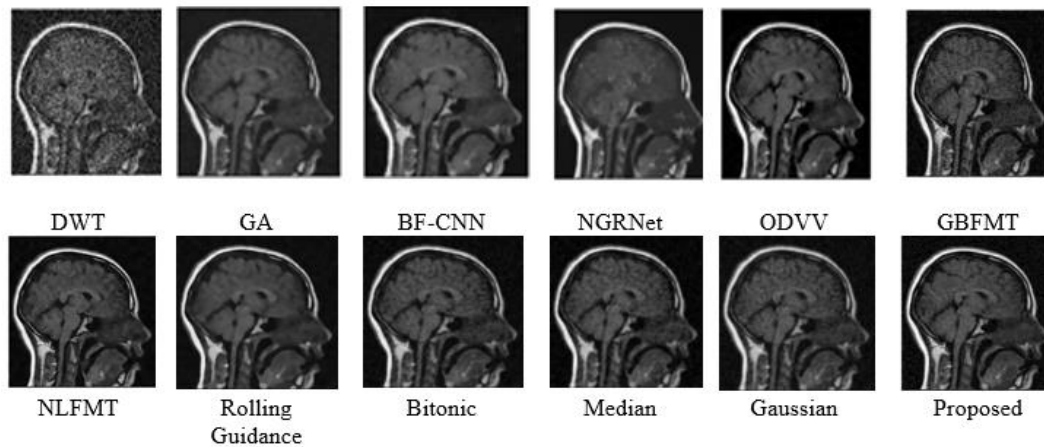 DWT GA BF-CNN NGRNet ODVV GBFMT
NLFMT Rolling Bitonic Median Gaussian Proposed
Guidance